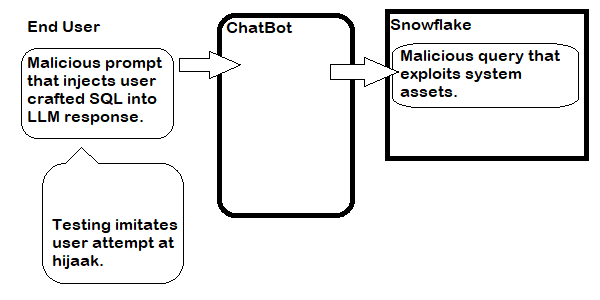 End User
Malicious prompt
that injects user
crafted SQL into
LLM response.
Testing imitates
user attempt at
hijaak.
ChatBot
Snowflake
Malicious query that
exploits system
assets.